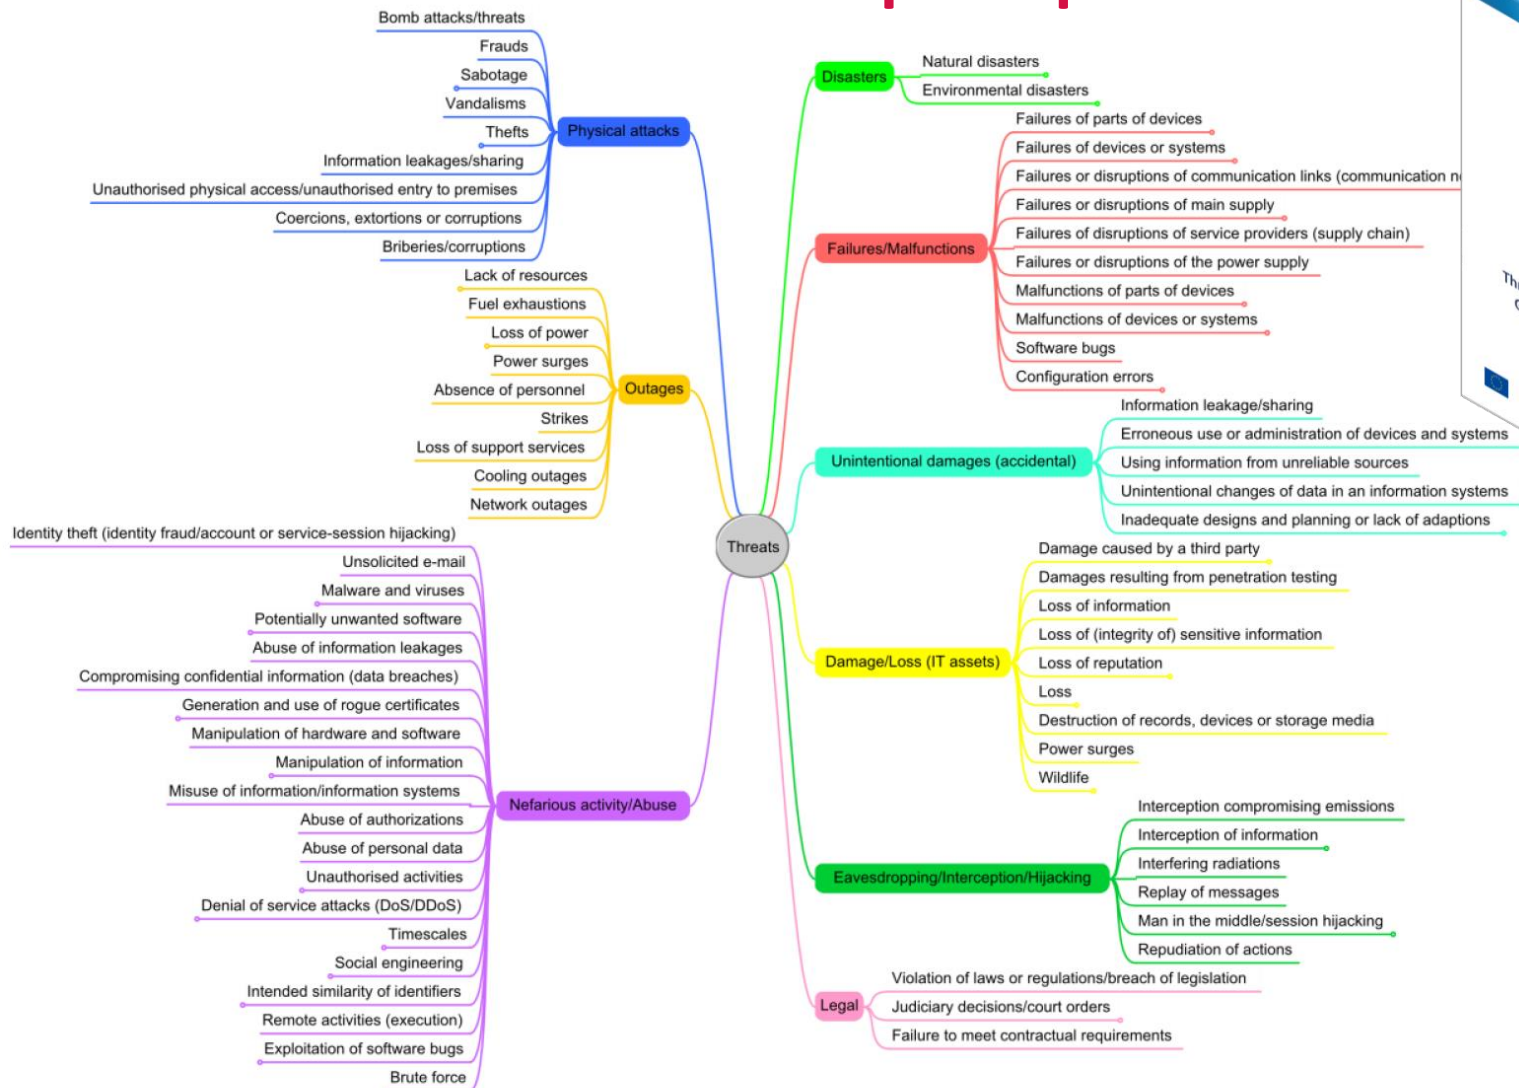 Bomb attacks/threats
Frauds
Sabotage
Vandalisms
Thefts
Information leakages/sharing
Unauthorised physical access/unauthorised entry to premises
Coercions, extortions or corruptions
Briberies/corruptions
Physical attacks
Lack of resources
Fuel exhaustions
Loss of power
Power surges
Absence of personnel
Strikes
Loss of support services
Cooling outages
Network outages
Outages
Identity theft (identity fraud/account or service-session hijacking)
Unsolicited e-mail
Malware and viruses
Potentially unwanted software
Abuse of information leakages
Compromising confidential information (data breaches)
Generation and use of rogue certificates
Manipulation of hardware and software
Manipulation of information
Misuse of information/information systems
Abuse of authorizations
Abuse of personal data
Unauthorised activities
Denial of service attacks (DoS/DDoS)
Timescales
Social engineering
Intended similarity of identifiers
Remote activities (execution)
Exploitation of software bugs
Brute force
Nefarious activity/Abuse
Threats
Disasters
Natural disasters
Environmental disasters
Failures/Malfunctions
Failures of parts of devices
Failures of devices or systems
Failures or disruptions of communication links (communication
Failures or disruptions of main supply
Failures of disruptions of service providers (supply chain)
Failures or disruptions of the power supply
Malfunctions of parts of devices
Malfunctions of devices or systems
Software bugs
Configuration errors
Unintentional damages (accidental)
Information leakage/sharing
Erroneous use or administration of devices and systems
Using information from unreliable sources
Unintentional changes of data in an information systems
Inadequate designs and planning or lack of adaptions
Damage/Loss (IT assets)
Damage caused by a third party
Damages resulting from penetration testing
Loss of information
Loss of (integrity of) sensitive information
Loss of reputation
Loss
Destruction of records, devices or storage media
Power surges
Wildlife
Eavesdropping/Interception/Hijacking
Interception compromising emissions
Interception of information
Interfering radiations
Replay of messages
Man in the middle/session hijacking
Repudiation of actions
Legal
Violation of laws or regulations/breach of legislation
Judiciary decisions/court orders
Failure to meet contractual requirements